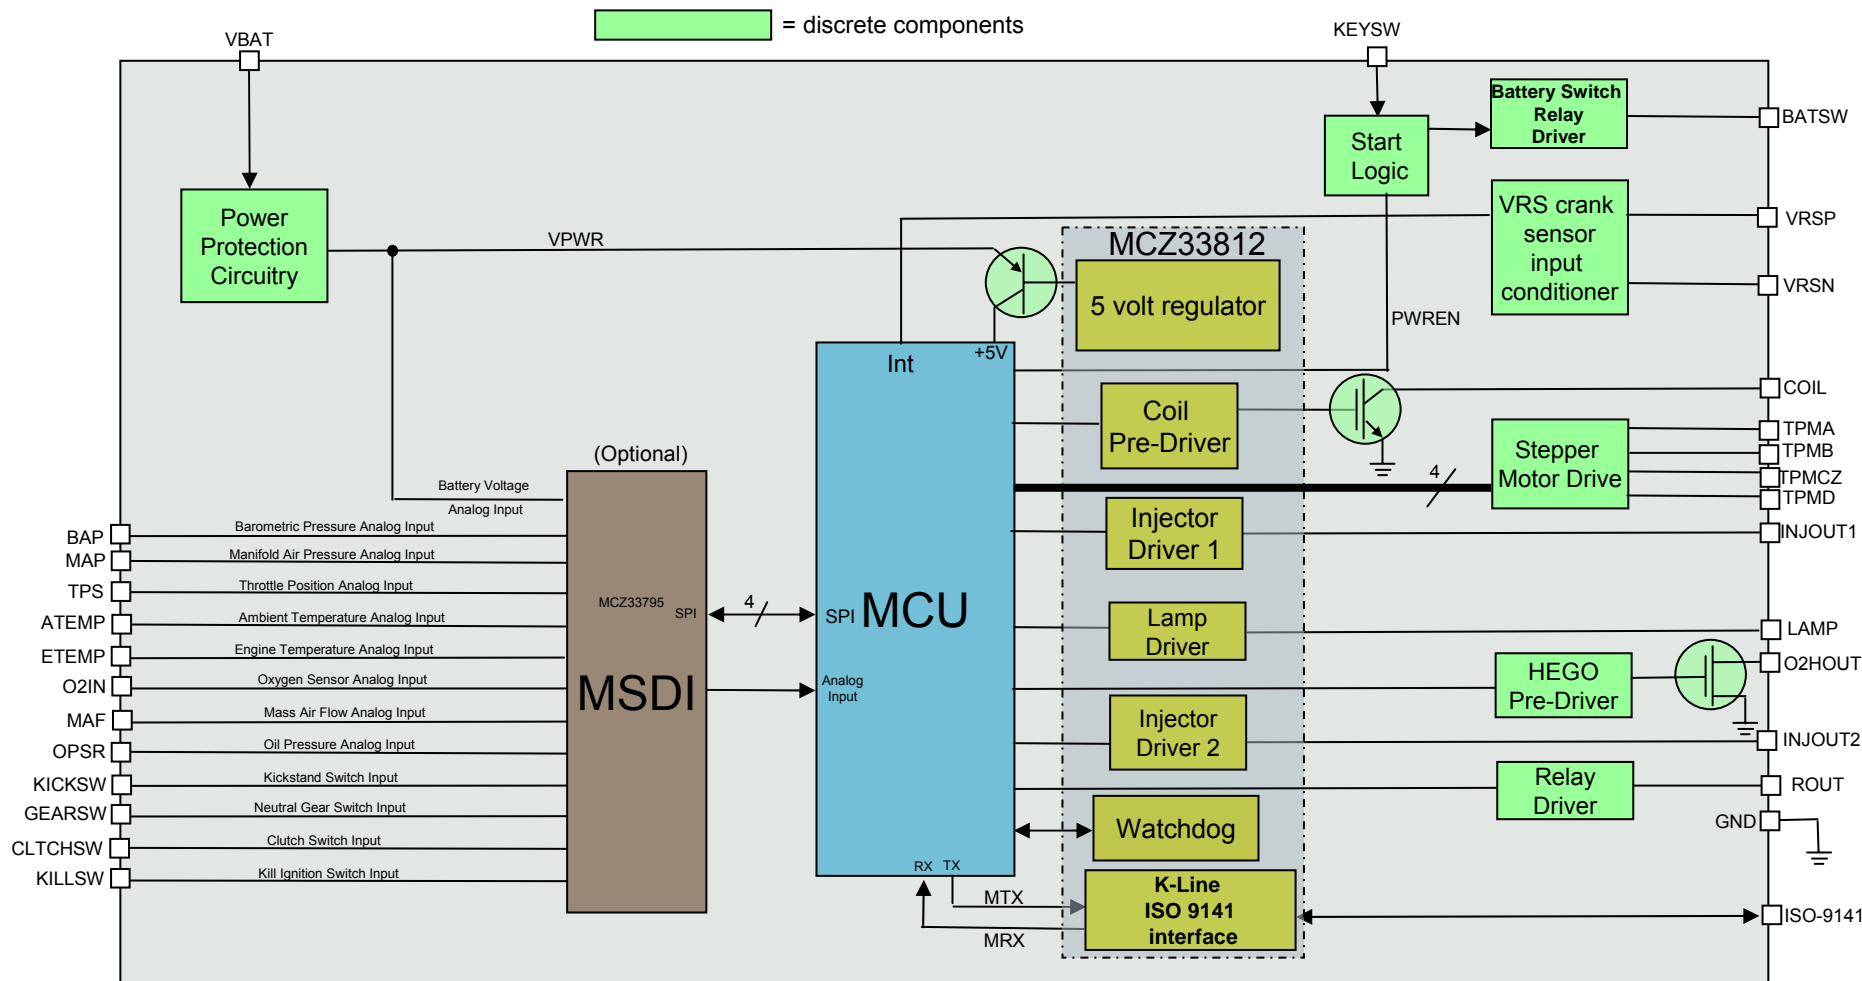 = discrete components
VBAT
KEYSW
Battery Switch
Relay
Driver
BATSW
Start
Logic
Power
Protection
Circuitry
VPWR
VRS crank
sensor
input
conditioner
VRSP
VRSN
MCZ33812
5 volt regulator
PWREN
Int
+5V
COIL
Coil
Pre-Driver
(Optional)
Stepper
Motor Drive
4
TPMA
TPMB
TPMCZ
TPMD
Battery Voltage
Analog Input
BAP
Barometric Pressure Analog Input
MAP
Manifold Air Pressure Analog Input
TPS
Throttle Position Analog Input
ATEMP
Ambient Temperature Analog Input
ETEMP
Engine Temperature Analog Input
O2IN
Oxygen Sensor Analog Input
MAF
Mass Air Flow Analog Input
OPSR
Oil Pressure Analog Input
KICKSW
Kickstand Switch Input
GEARSW
Neutral Gear Switch Input
CLTCHSW
Clutch Switch Input
KILLSW
Kill Ignition Switch Input
MCZ33795
SPI
MSDI
4
SPI
MCU
Analog
Input
Injector
Driver 1
INJOUT1
Lamp
Driver
LAMP
HEGO
Pre-Driver
O2HOUT
Injector
Driver 2
INJOUT2
Relay
Driver
ROUT
GND
Watchdog
RX
TX
MTX
MRX
K-Line
ISO 9141
interface
ISO-9141